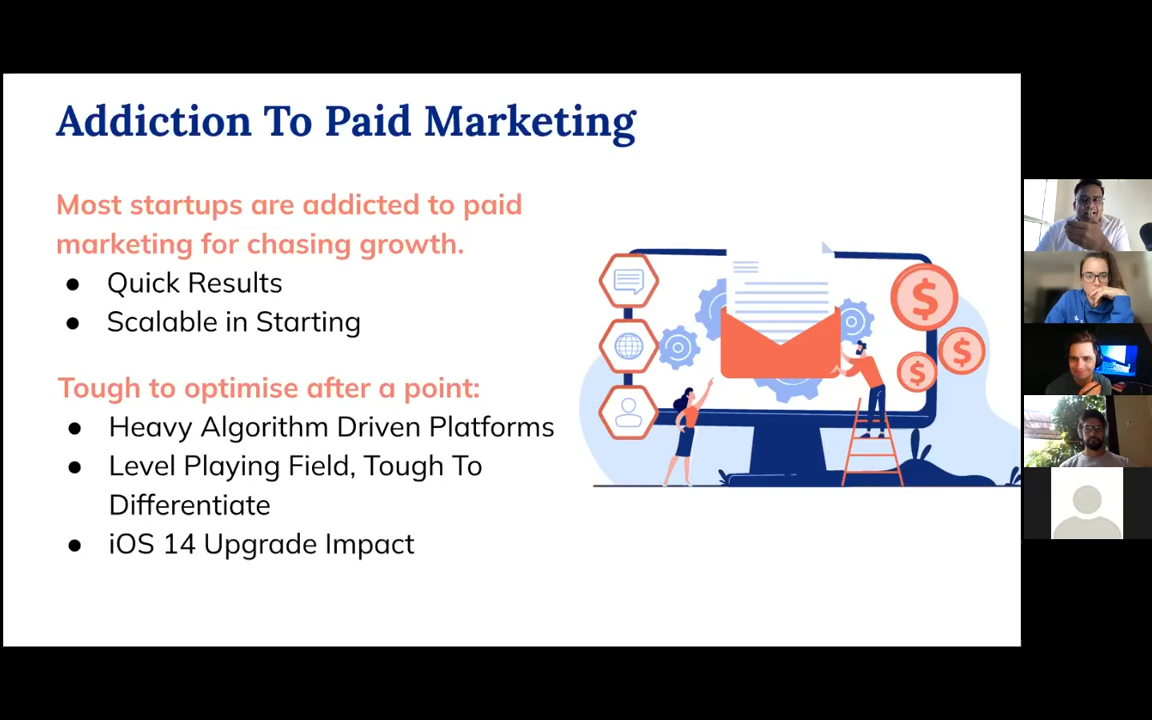 Addiction To Paid Marketing
Most startups are addicted to paid
marketing for chasing growth.
● Quick Results
● Scalable in Starting
Tough to optimise after a point:
● Heavy Algorithm Driven Platforms
● Level Playing Field, Tough To
Differentiate
● iOS 14 Upgrade Impact
$
$
$